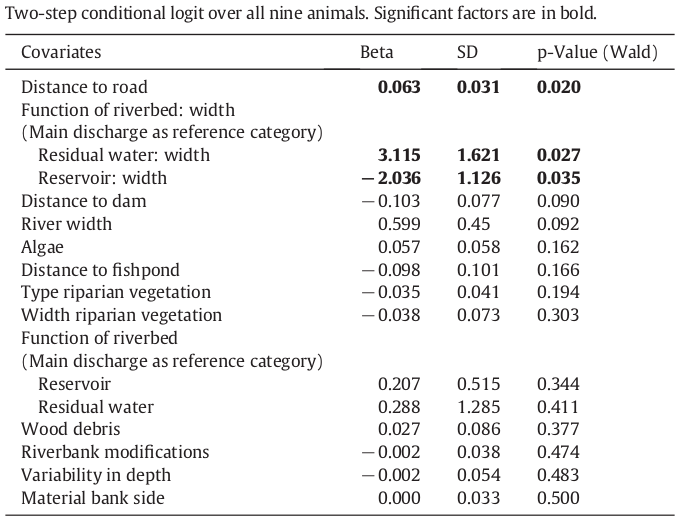 Two-step conditional logit over all nine animals. Significant factors are in bold.
Covariates Beta SD p-Value (Wald)
Distance to road 0.063 0.031 0.020
Function of riverbed: width
(Main discharge as reference category)
Residual water: width 3.115 1.621 0.027
Reservoir: width −2.036 1.126 0.035
Distance to dam −0.103 0.077 0.090
River width 0.599 0.45 0.092
Algae 0.057 0.058 0.162
Distance to fishpond −0.098 0.101 0.166
Type riparian vegetation −0.035 0.041 0.194
Width riparian vegetation −0.038 0.073 0.303
Function of riverbed
(Main discharge as reference category)
Reservoir 0.207 0.515 0.344
Residual water 0.288 1.285 0.411
Wood debris 0.027 0.086 0.377
Riverbank modifications −0.002 0.038 0.474
Variability in depth −0.002 0.054 0.483
Material bank side 0.000 0.033 0.500